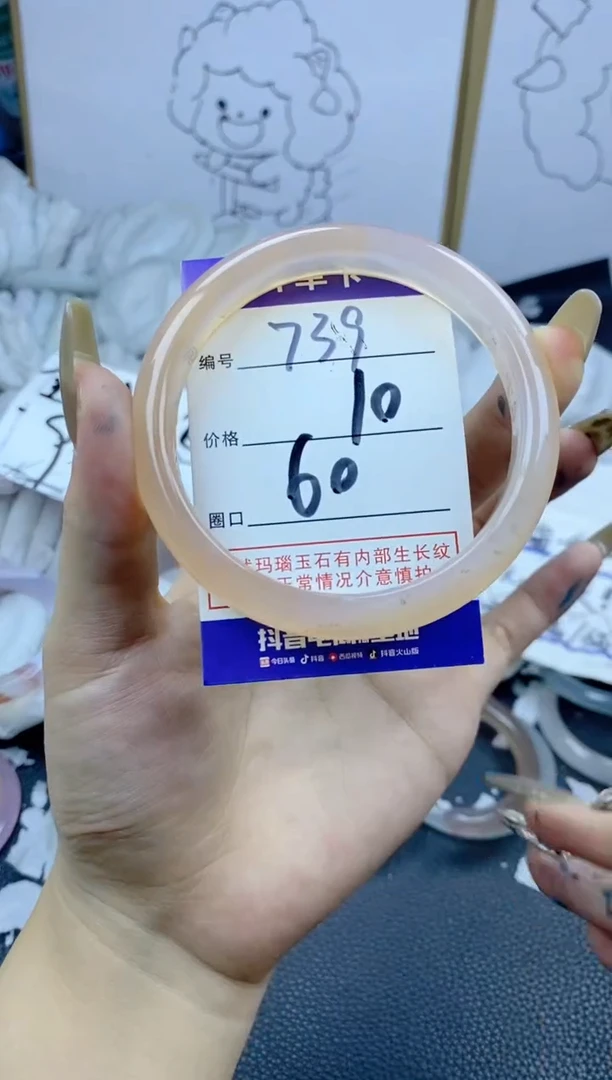 编号 739
价格 10
圈口 60
玛瑙玉石有内部生长纹
正常情况介意慎拍
今日头条 抖音 西瓜视频 抖音火山版